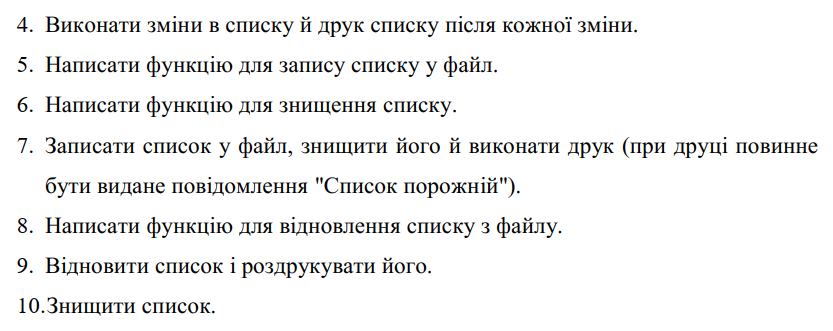 4. Виконати зміни в списку й друк списку після кожної зміни.
5. Написати функцію для запису списку у файл.
6. Написати функцію для знищення списку.
7. Записати список у файл, знищити його й виконати друк (при друці повинне
бути видане повідомлення "Список порожній").
8. Написати функцію для відновлення списку з файлу.
9. Відновити список і роздрукувати його.
10.Знищити список.